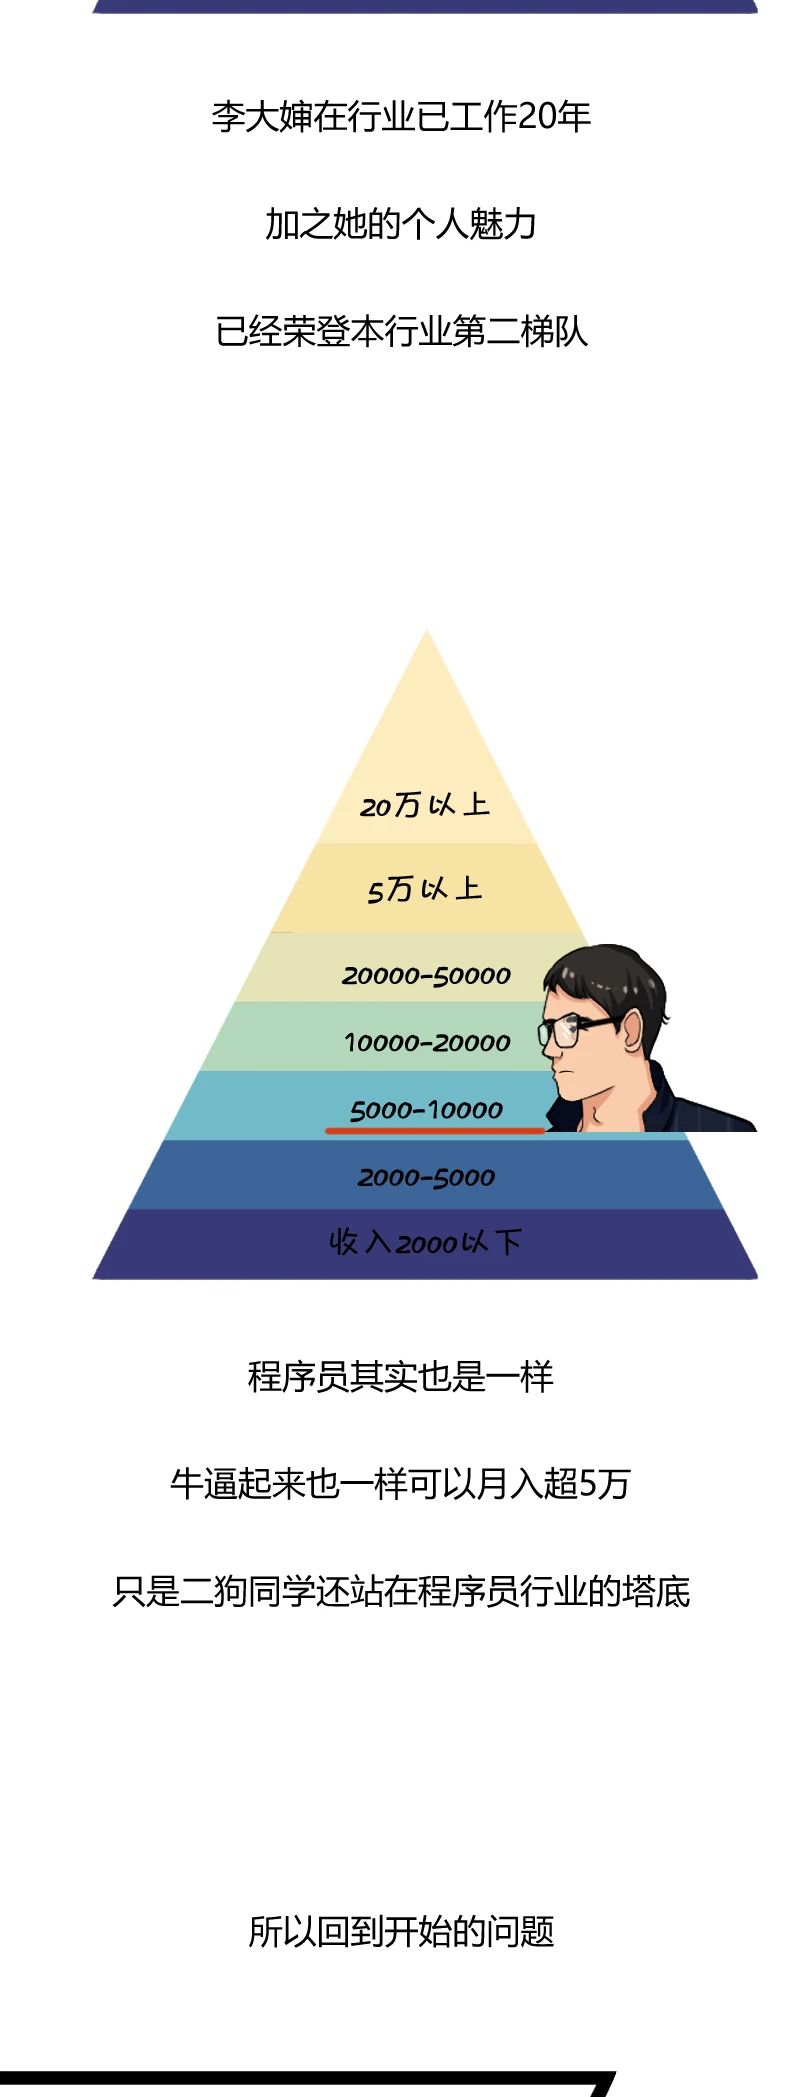 李大婶在行业已工作20年
加之她的个人魅力
已经荣登本行业第二梯队
20万以上
5万以上
20000-50000
10000-20000
5000-10000
2000-5000
收入2000以下
程序员其实也是一样
牛逼起来也一样可以月入超5万
只是二狗同学还站在程序员行业的塔底
所以回到开始的问题